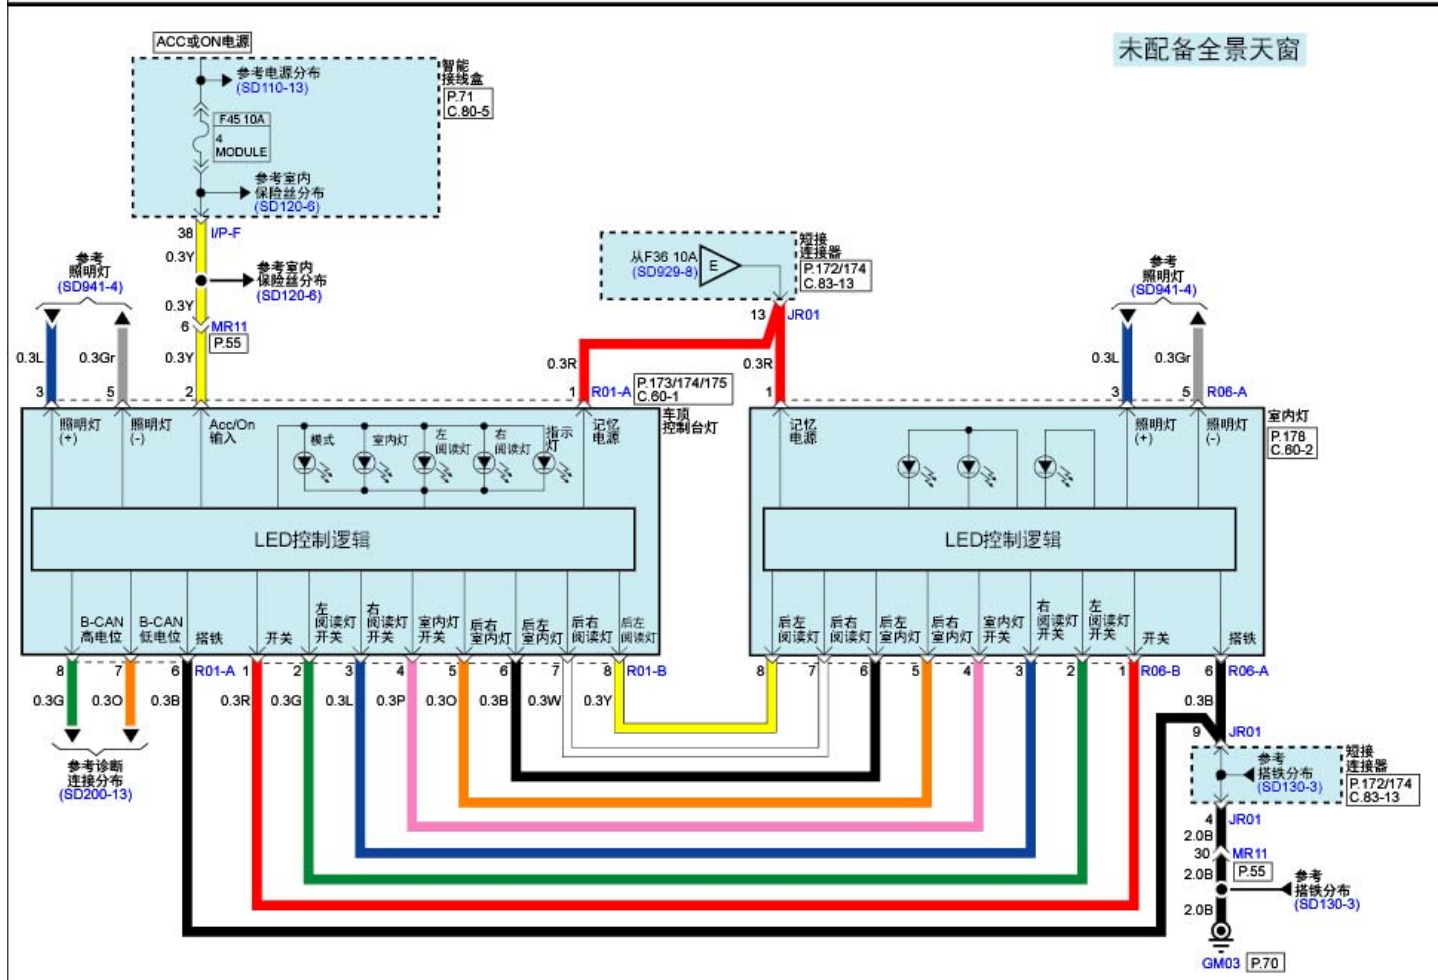 未配备全景天窗
ACC或ON电源
参考电源分布
(SD110-13)
智能
接线盒
P.71
C.80-5
F45 10A
4
MODULE
参考室内
保险丝分布
(SD120-6)
38
I/P-F
0.3Y
参考室内
保险丝分布
(SD120-6)
0.3Y
6
MR11
P.55
0.3Y
2
参考
照明灯
(SD941-4)
0.3L
0.3Gr
3
5
从F36 10A
(SD929-8)
E
短接
连接器
P.172/174
C.83-13
13
JR01
0.3R
0.3R
1
R01-A
P.173/174/175
C.60-1
车顶
控制台灯
1
参考
照明灯
(SD941-4)
0.3L
0.3Gr
3
5
R06-A
室内灯
P.178
C.60-2
照明灯
(+)
照明灯
(-)
Acc/On
输入
模式
室内灯
左
阅读灯
右
阅读灯
指示
灯
记忆
电源
LED控制逻辑
记忆
电源
照明灯
(+)
照明灯
(-)
LED控制逻辑
B-CAN
高电位
B-CAN
低电位
搭铁
开关
左
阅读灯
开关
右
阅读灯
开关
室内灯
开关
后右
室内灯
后左
室内灯
后右
阅读灯
后左
阅读灯
后左
阅读灯
后右
阅读灯
后左
室内灯
后右
室内灯
室内灯
开关
右
阅读灯
开关
左
阅读灯
开关
开关
搭铁
8
7
6
R01-A
1
2
3
4
5
6
7
8
R01-B
8
7
6
5
4
3
2
1
R06-B
6
R06-A
0.3G
0.3O
0.3B
0.3R
0.3G
0.3L
0.3P
0.3O
0.3B
0.3W
0.3Y
0.3B
参考诊断
连接分布
(SD200-13)
9
JR01
参考
搭铁分布
(SD130-3)
短接
连接器
P.172/174
C.83-13
4
JR01
2.0B
30
MR11
P.55
2.0B
参考
搭铁分布
(SD130-3)
2.0B
GM03
P.70